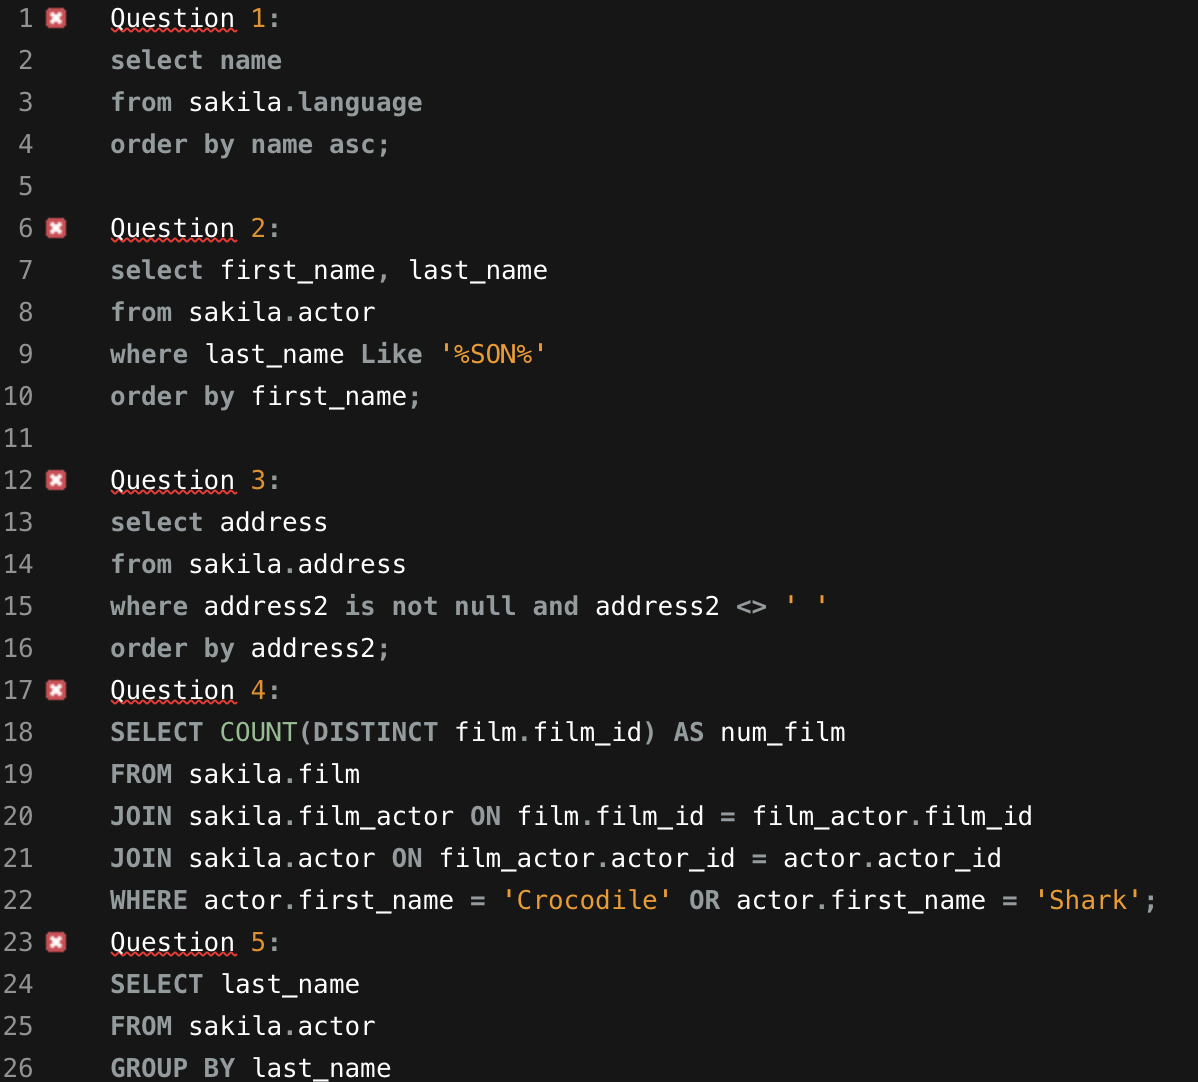 1 Question 1:
2 select name
3 from sakila.language
4 order by name asc;
5
6 Question 2:
7 select first_name, last_name
8 from sakila.actor
9 where last_name Like '%SON%'
10 order by first_name;
11
12 Question 3:
13 select address
14 from sakila.address
15 where address2 is not null and address2 <> ' '
16 order by address2;
17 Question 4:
18 SELECT COUNT(DISTINCT film.film_id) AS num_film
19 FROM sakila.film
20 JOIN sakila.film_actor ON film.film_id = film_actor.film_id
21 JOIN sakila.actor ON film_actor.actor_id = actor.actor_id
22 WHERE actor.first_name = 'Crocodile' OR actor.first_name = 'Shark';
23 Question 5:
24 SELECT last_name
25 FROM sakila.actor
26 GROUP BY last_name